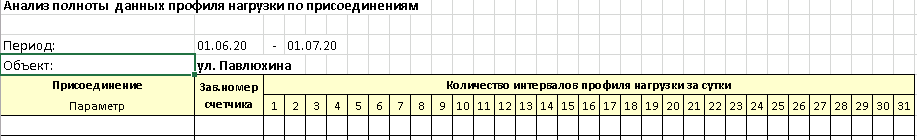 Анализ полноты данных профиля нагрузки по присоединениям
Период: 01.06.20 - 01.07.20
Объект: ул. Павлюхина
Присоединение Зав.номер Количество интервалов профиля нагрузки за сутки
Параметр счетчика 1 2 3 4 5 6 7 8 9 10 11 12 13 14 15 16 17 18 19 20 21 22 23 24 25 26 27 28 29 30 31